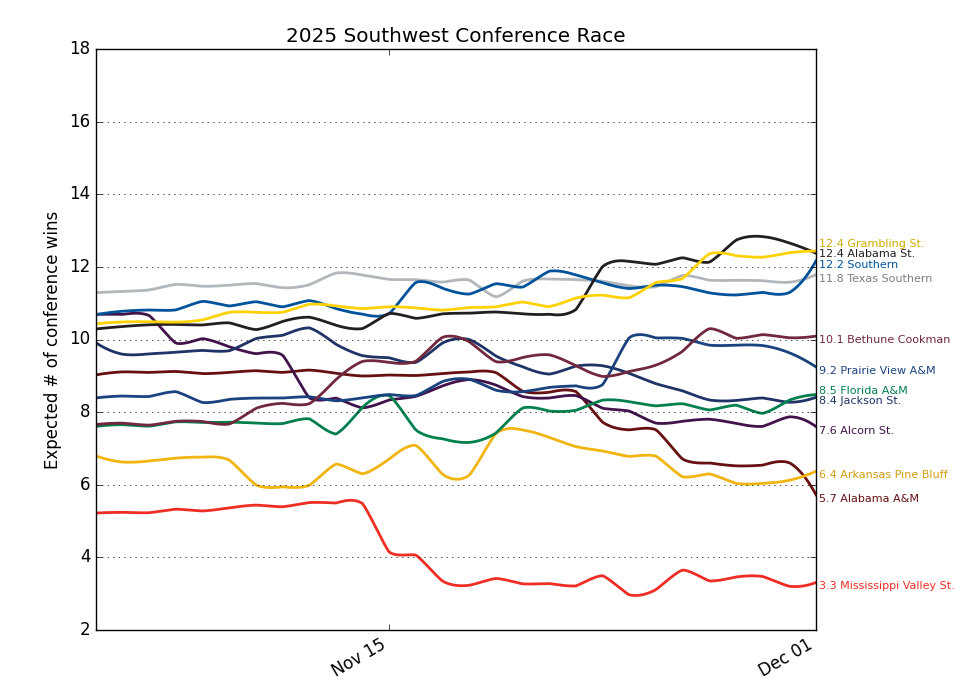 2025 Southwest Conference Race
Expected # of conference wins
18
16
14
12
10
8
6
4
2
Nov 15
Dec 01
12.4 Grambling St.
12.4 Alabama St.
12.2 Southern
11.8 Texas Southern
10.1 Bethune Cookman
9.2 Prairie View A&M
8.5 Florida A&M
8.4 Jackson St.
7.6 Alcorn St.
6.4 Arkansas Pine Bluff
5.7 Alabama A&M
3.3 Mississippi Valley St.